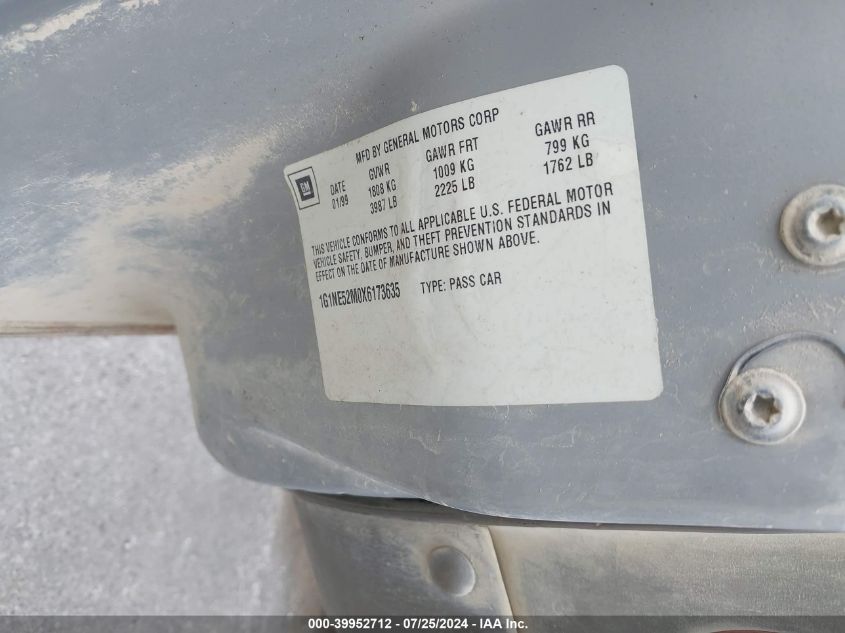 MFD BY GENERAL MOTORS CORP
GM
DATE GVWR GAWR FRT GAWR RR
01/99 1808 KG 1009 KG 799 KG
3987 LB 2225 LB 1762 LB
THIS VEHICLE CONFORMS TO ALL APPLICABLE U.S. FEDERAL MOTOR
VEHICLE SAFETY, BUMPER, AND THEFT PREVENTION STANDARDS IN
EFFECT ON THE DATE OF MANUFACTURE SHOWN ABOVE.
1G1NE52M0X6173635 TYPE: PASS CAR
000-39952712 - 07/25/2024 - IAA Inc.